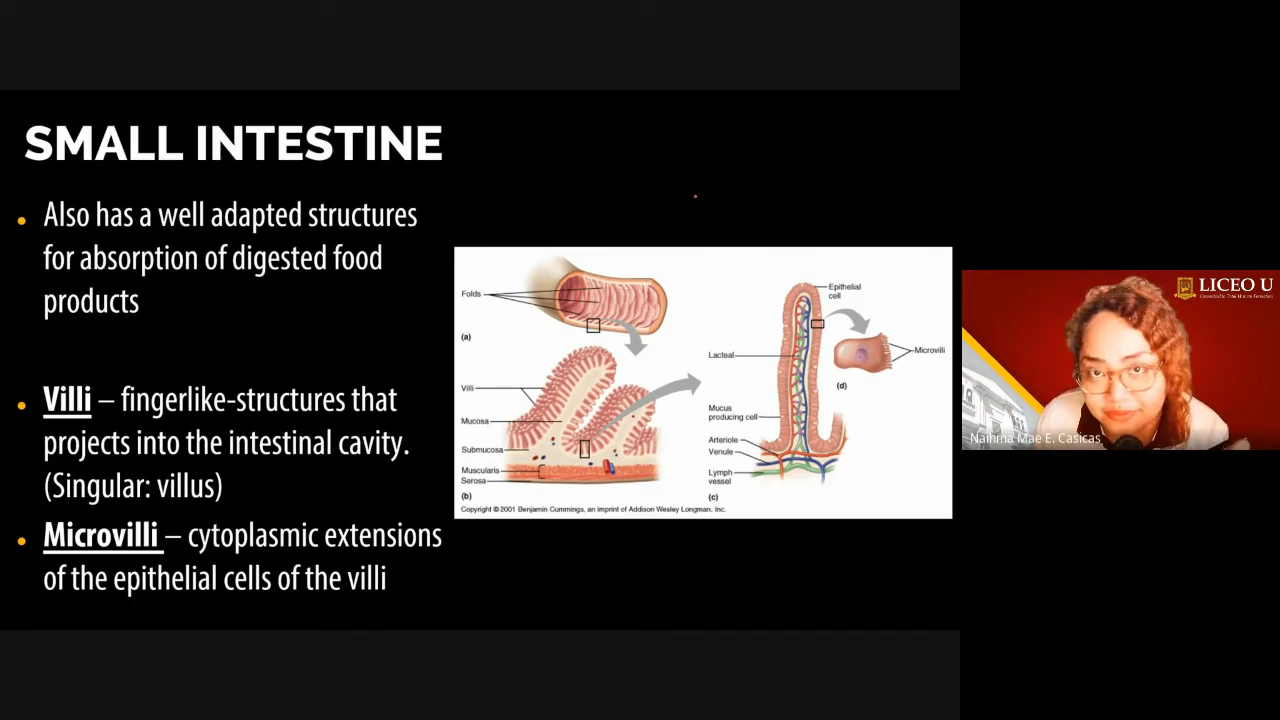 SMALL INTESTINE
Also has a well adapted structures
for absorption of digested food
products
Villi – fingerlike-structures that
projects into the intestinal cavity.
(Singular: villus)
Microvilli – cytoplasmic extensions
of the epithelial cells of the villi
Folds
(a)
Villi
Mucosa
Submucosa
Muscularis
Serosa
(b)
Epithelial
cell
Lacteal
Microvilli
(d)
Mucus
producing cell
Arteriole
Venule
Lymph
vessel
(c)
Copyright © 2001 Benjamin Cummings, an imprint of Addison Wesley Longman, Inc.
LICEO U
Naihma Mae E. Casicas